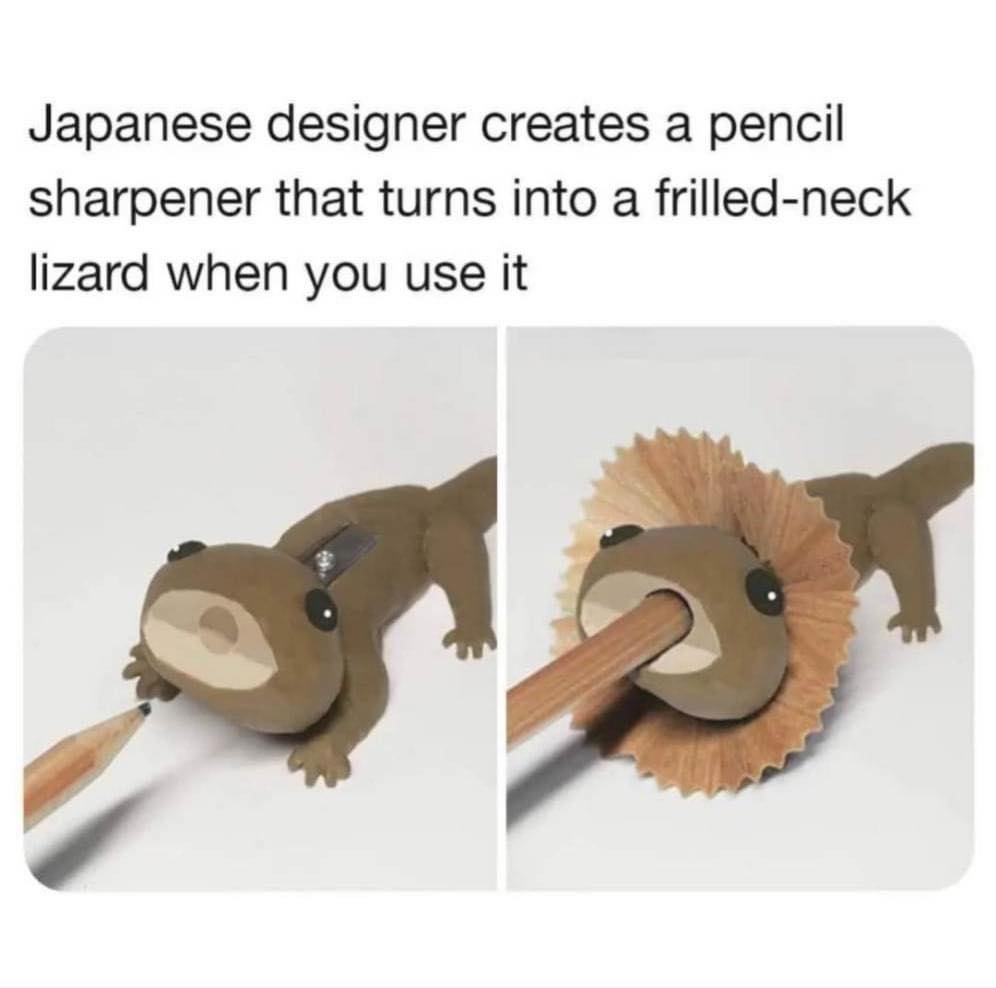 Japanese designer creates a pencil
sharpener that turns into a frilled-neck
lizard when you use it